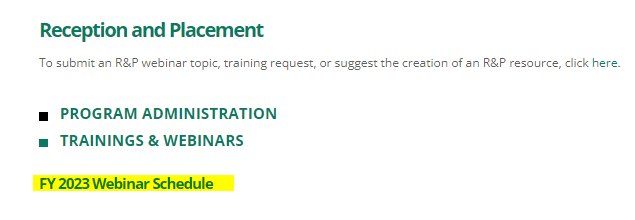 Reception and Placement
To submit an R&P webinar topic, training request, or suggest the creation of an R&P resource, click here.
PROGRAM ADMINISTRATION
TRAININGS & WEBINARS
FY 2023 Webinar Schedule